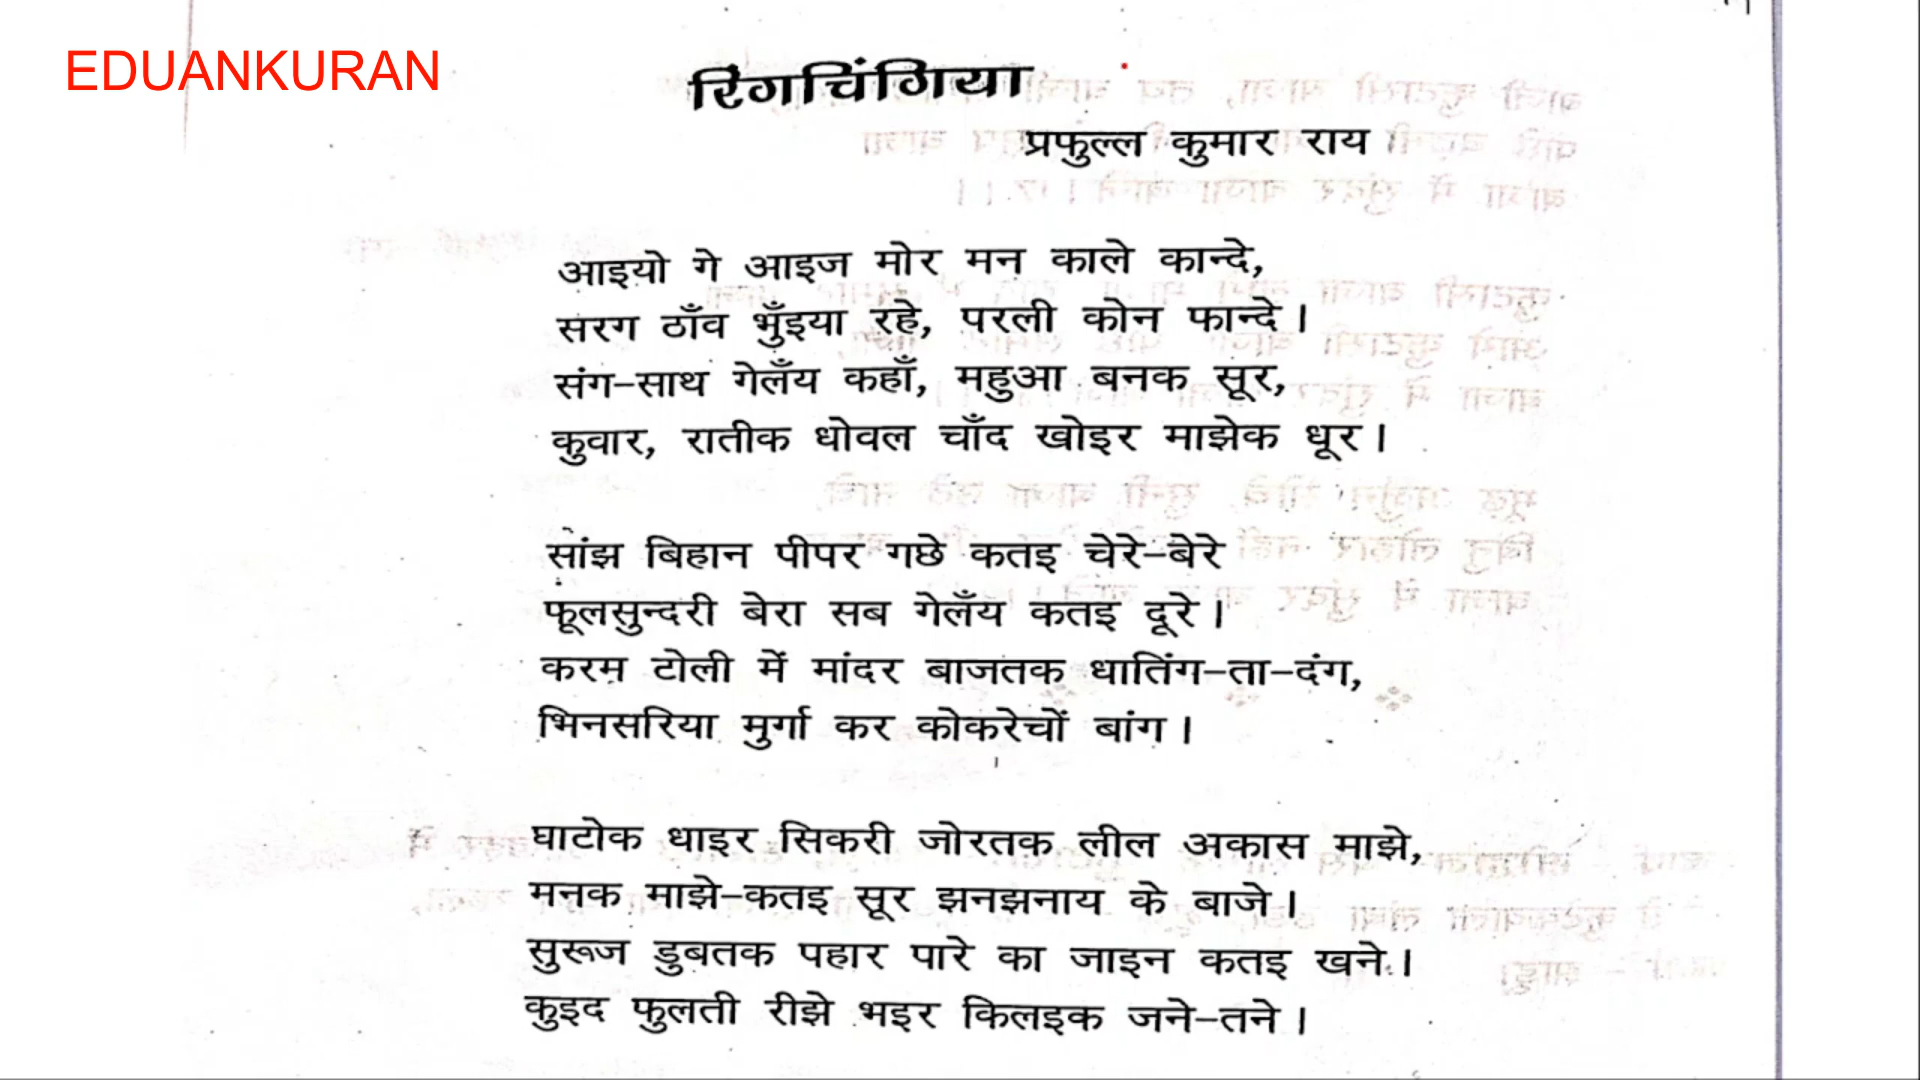 EDUANKURAN
रिंगचिंगिया
प्रफुल्ल कुमार राय
आइयो गे आइज मोर मन काले कान्दे,
सरग ठाँव भुँइया रहे, परली कोन फान्दे।
संग–साथ गेलँय कहाँ, महुआ बनक सूर,
कुवार, रातीक धोवल चाँद खोइर माझेक धूर।
सांझ बिहान पीपर गछे कतइ चेरे–बेरे
फूलसुन्दरी बेरा सब गेलँय कतइ दूरे।
करम टोली में मांदर बाजतक धातिंग–ता–दंग,
भिनसरिया मुर्गा कर कोकरेचों बांग।
घाटोक धाइर सिकरी जोरतक लील अकास माझे,
मनक माझे–कतइ सूर झनझनाय के बाजे।
सुरूज डुबतक पहार पारे का जाइन कतइ खने।
कुइद फुलती रीझे भइर किलइक जने–तने।